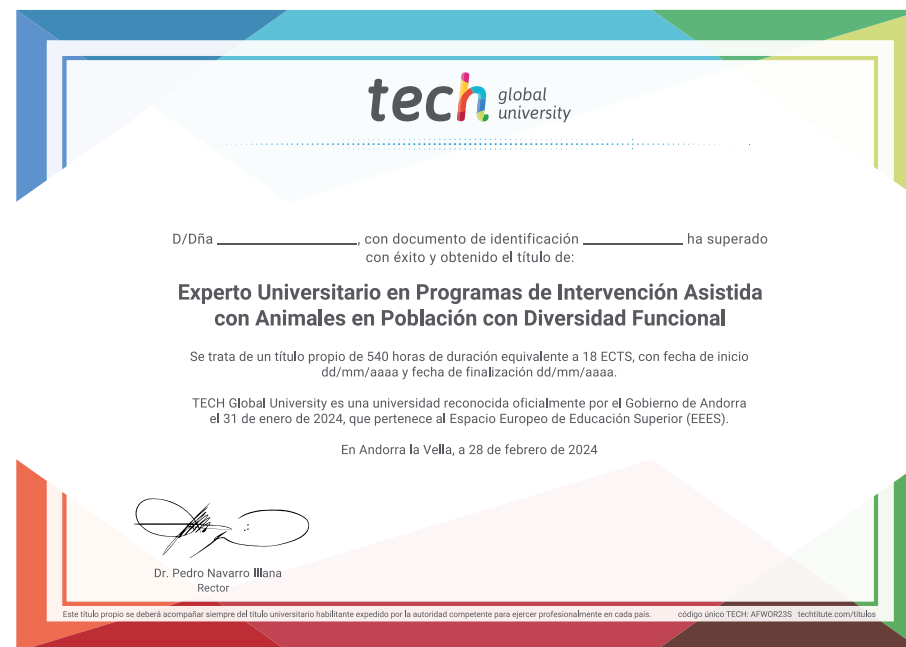 tech global university
D/Dña ____________________, con documento de identificación ______________ ha superado
con éxito y obtenido el título de:
Experto Universitario en Programas de Intervención Asistida
con Animales en Población con Diversidad Funcional
Se trata de un título propio de 540 horas de duración equivalente a 18 ECTS, con fecha de inicio
dd/mm/aaaa y fecha de finalización dd/mm/aaaa.
TECH Global University es una universidad reconocida oficialmente por el Gobierno de Andorra
el 31 de enero de 2024, que pertenece al Espacio Europeo de Educación Superior (EEES).
En Andorra la Vella, a 28 de febrero de 2024
Dr. Pedro Navarro Illana
Rector
Este título propio se deberá acompañar siempre del título universitario habilitante expedido por la autoridad competente para ejercer profesionalmente en cada país. código único TECH: AFWOR23S techtitute.com/titulos